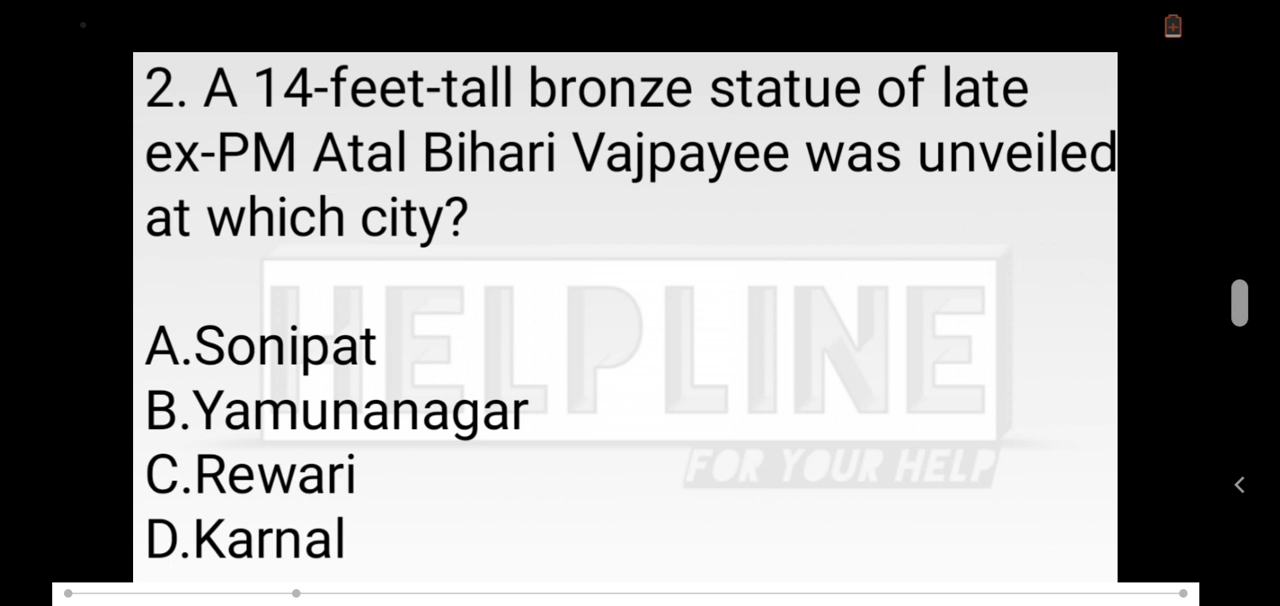 2. A 14-feet-tall bronze statue of late
ex-PM Atal Bihari Vajpayee was unveiled
at which city?
HELPLINE
A.Sonipat
B.Yamunanagar
FOR YOUR HELP
C.Rewari
D.Karnal